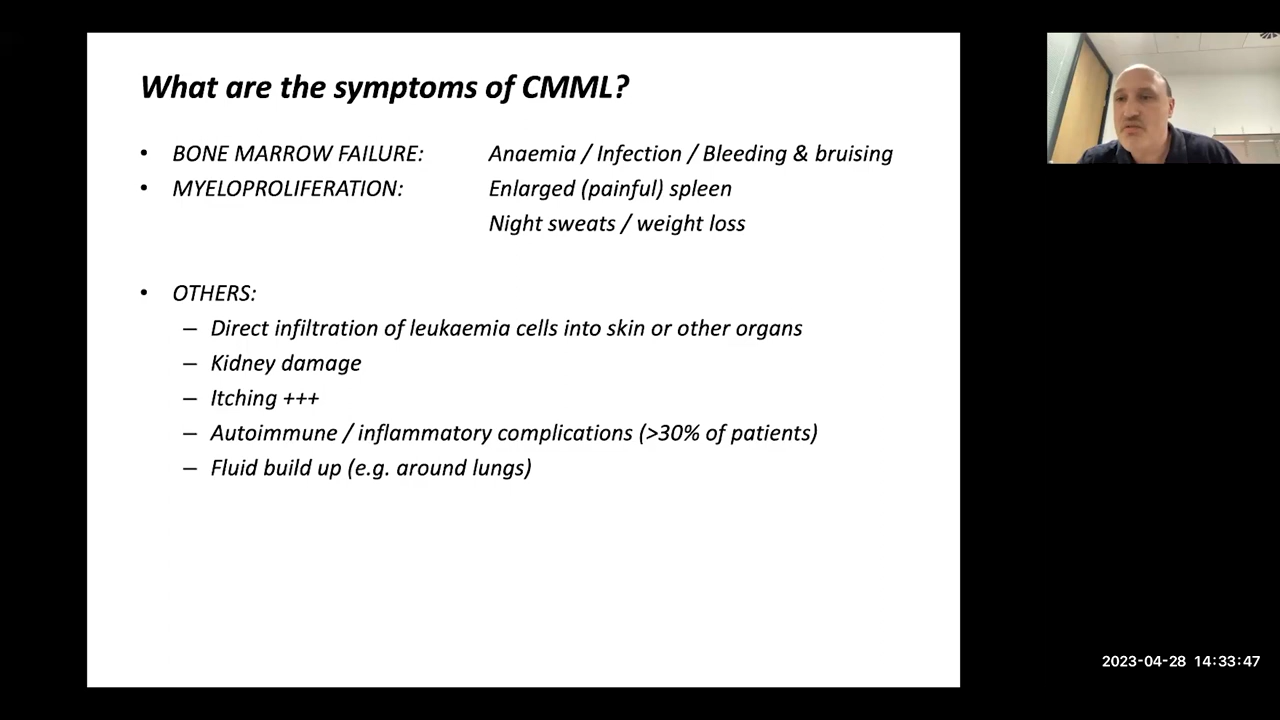 What are the symptoms of CMML?
• BONE MARROW FAILURE: Anaemia / Infection / Bleeding & bruising
• MYELOPROLIFERATION: Enlarged (painful) spleen
Night sweats / weight loss
• OTHERS:
– Direct infiltration of leukaemia cells into skin or other organs
– Kidney damage
– Itching +++
– Autoimmune / inflammatory complications (>30% of patients)
– Fluid build up (e.g. around lungs)
2023-04-28 14:33:47